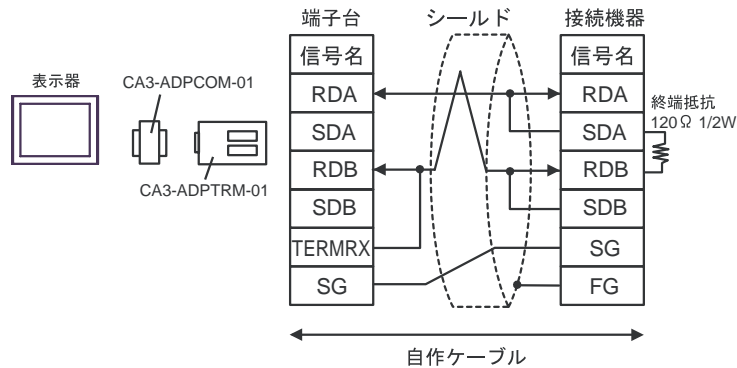 表示器
CA3-ADPCOM-01
CA3-ADPTRM-01
端子台
信号名
RDA
SDA
RDB
SDB
TERMRX
SG
シールド
接続機器
信号名
RDA
SDA
RDB
SDB
SG
FG
終端抵抗
120Ω 1/2W
自作ケーブル